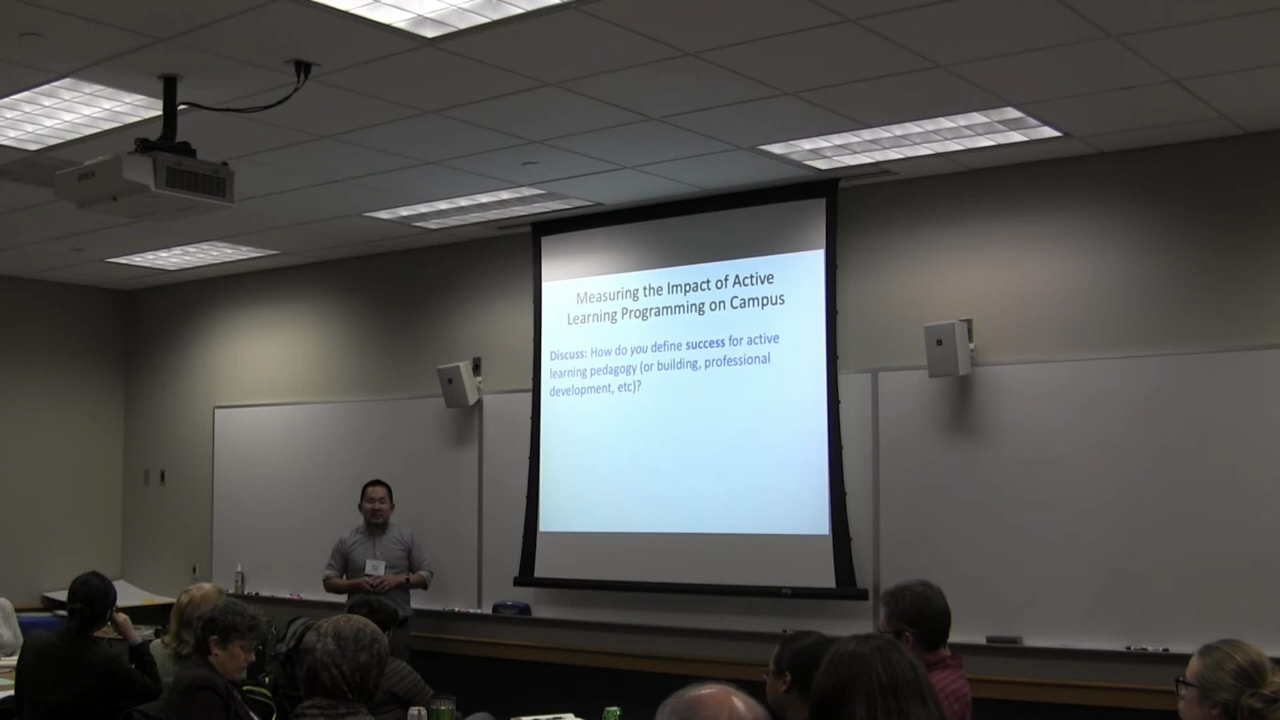 EPSON
Measuring the Impact of Active
Learning Programming on Campus
Discuss: How do you define success for active
learning pedagogy (or building, professional
development, etc)?